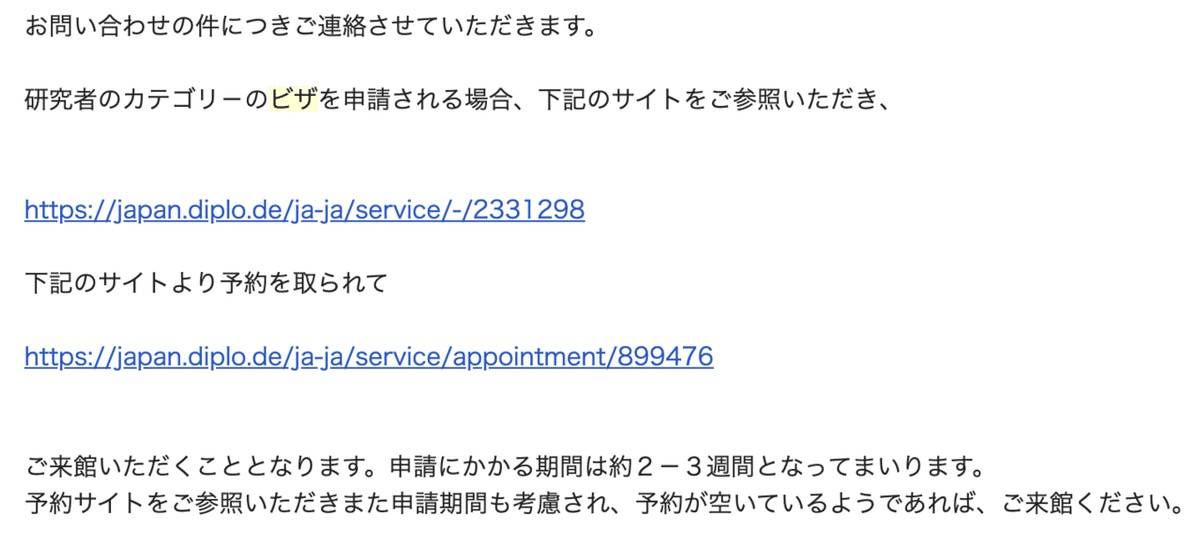 お問い合わせの件につきご連絡させていただきます。
研究者のカテゴリーのビザを申請される場合、下記のサイトをご参照いただき、
https://japan.diplo.de/ja-ja/service/-/2331298
下記のサイトより予約を取られて
https://japan.diplo.de/ja-ja/service/appointment/899476
ご来館いただくこととなります。申請にかかる期間は約２－３週間となってまいります。
予約サイトをご参照いただきまた申請期間も考慮され、予約が空いているようであれば、ご来館ください。